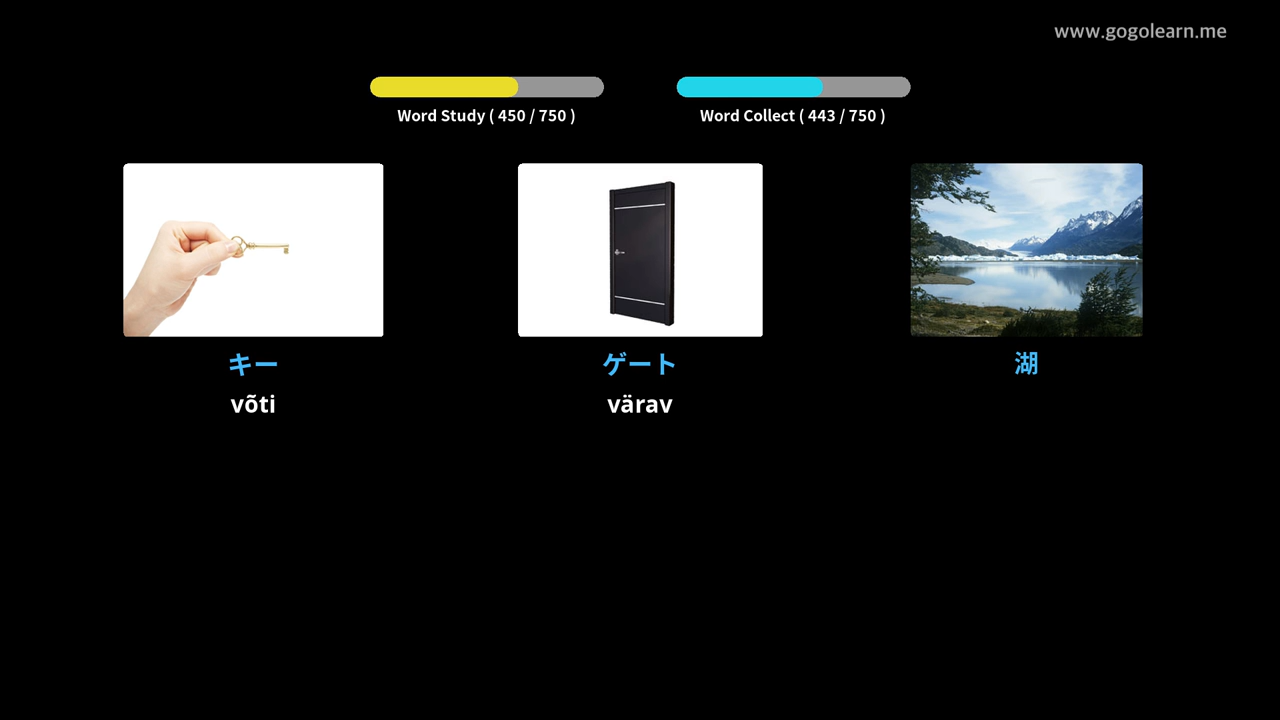 www.gogolearn.me
Word Study ( 450 / 750 )
Word Collect ( 443 / 750 )
キー
ゲート
湖
võti
värav